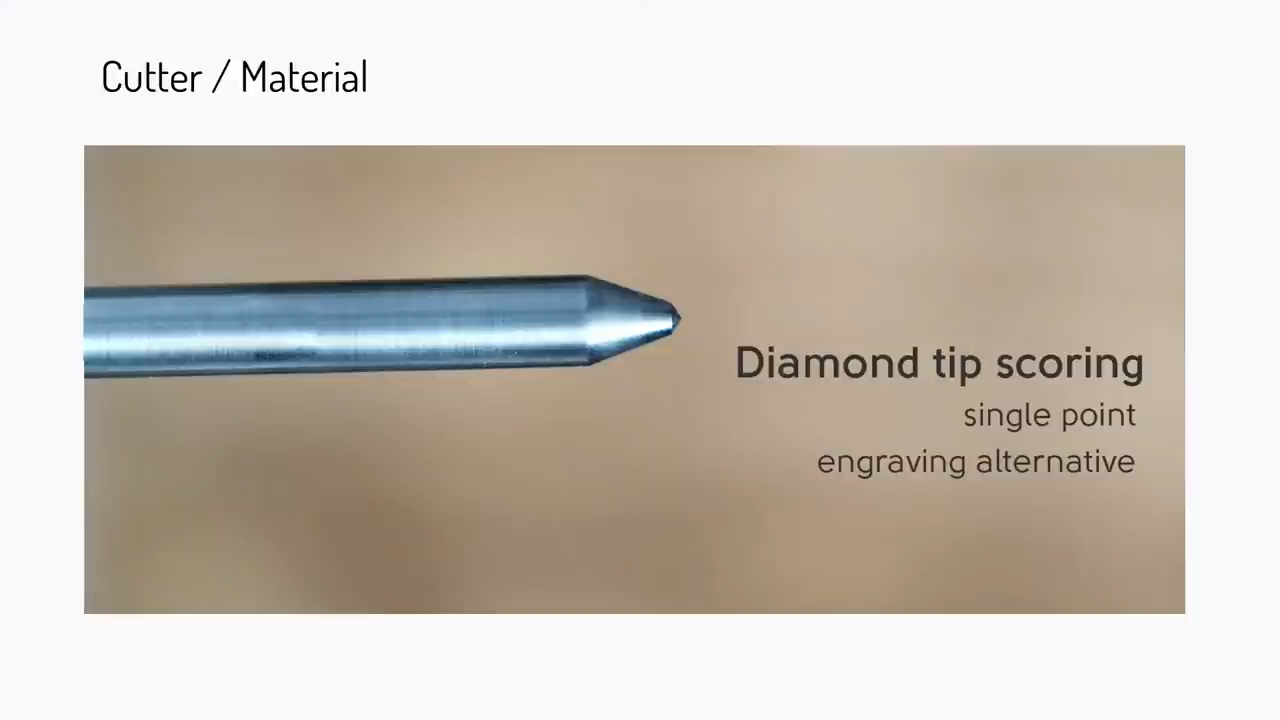 Cutter / Material
Diamond tip scoring
single point
engraving alternative